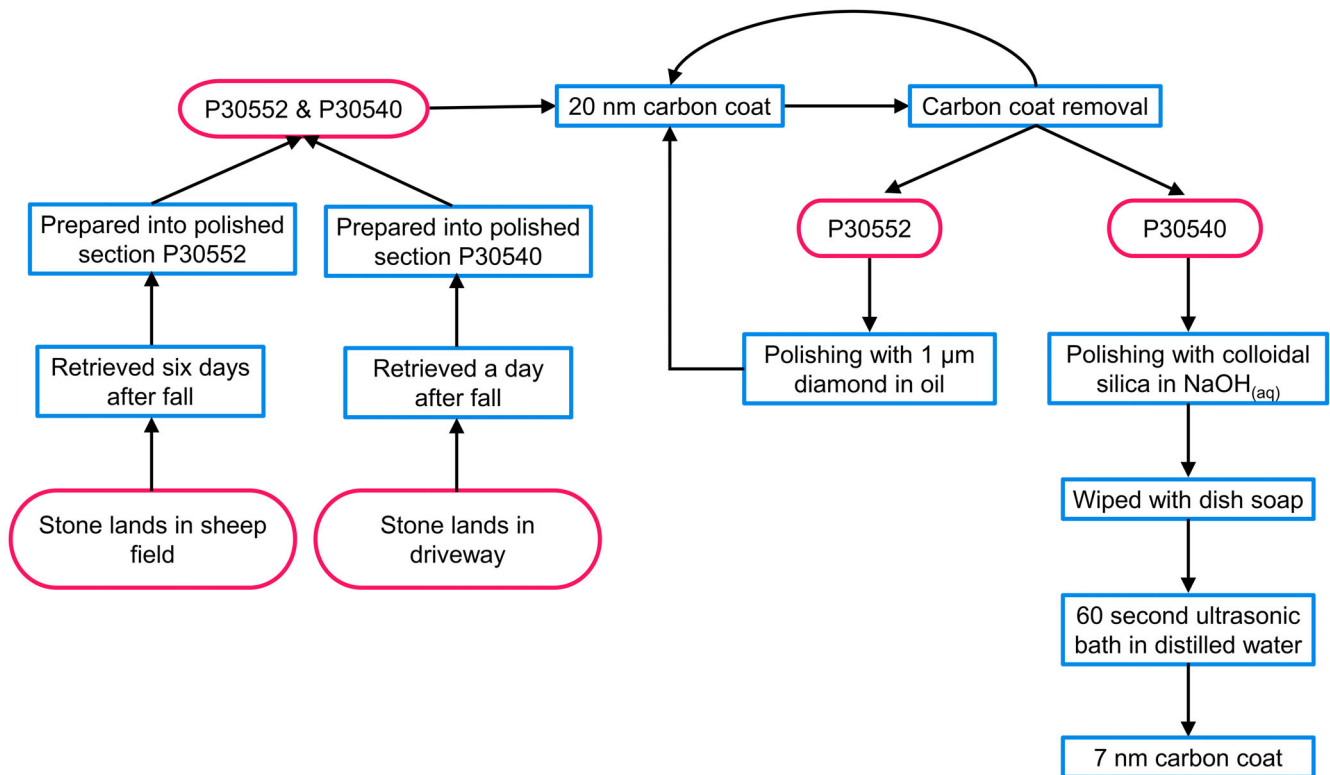 P30552 & P30540
20 nm carbon coat
Carbon coat removal
Prepared into polished
section P30552
Prepared into polished
section P30540
P30552
P30540
Retrieved six days
after fall
Retrieved a day
after fall
Polishing with 1 µm
diamond in oil
Polishing with colloidal
silica in NaOH(aq)
Stone lands in sheep
field
Stone lands in
driveway
Wiped with dish soap
60 second ultrasonic
bath in distilled water
7 nm carbon coat